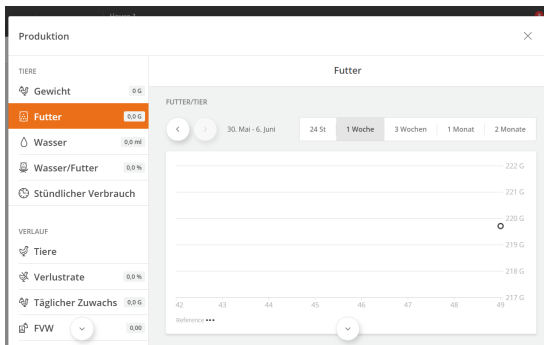 Produktion
TIERE
Gewicht 0 G
Futter 0,0 G
Wasser 0,0 ml
Wasser/Futter 0,0 %
Stündlicher Verbrauch
VERLAUF
Tiere
Verlustrate 0,0 %
Täglicher Zuwachs 0,0 G
FVW 0,00
Futter
FUTTER/TIER
30. Mai - 6. Juni 24 St 1 Woche 3 Wochen 1 Monat 2 Monate
222 G
221 G
220 G
219 G
218 G
217 G
42 43 44 45 46 47 48 49
Reference